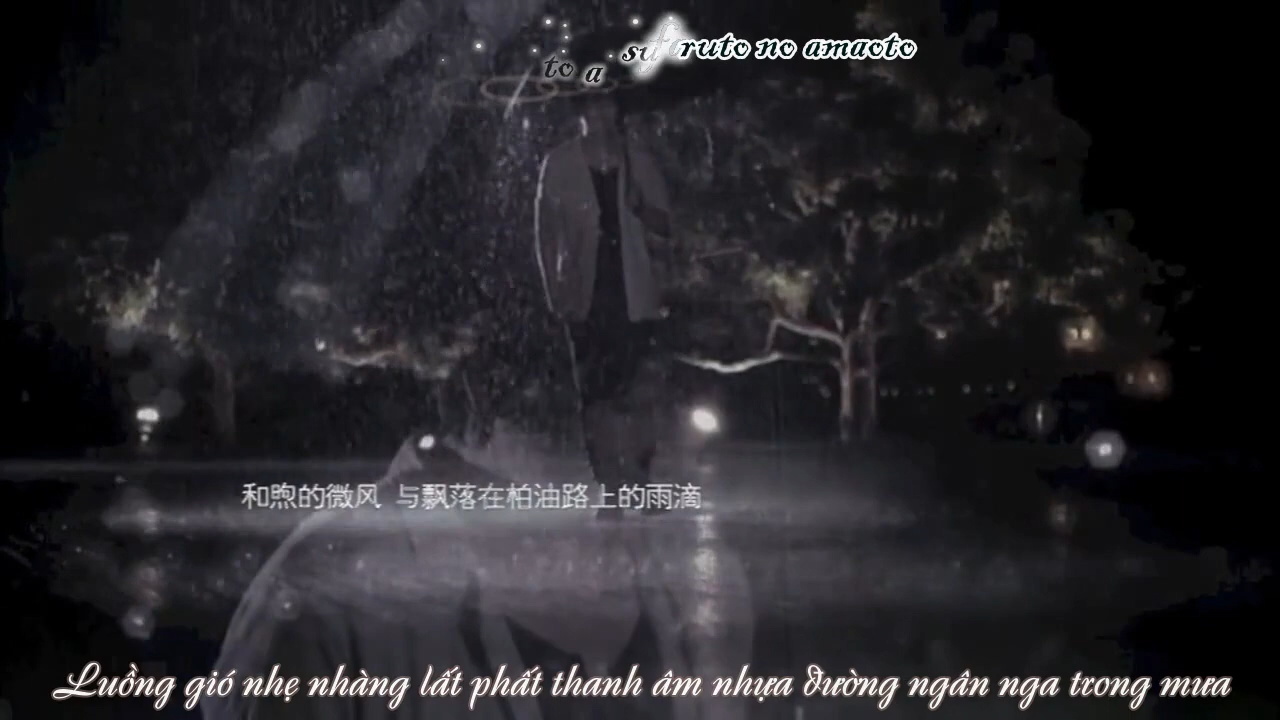 to a sufaruto no amaoto
和煦的微风 与飘落在柏油路上的雨滴
Luồng gió nhẹ nhàng lất phất thanh âm nhựa đường ngân nga trong mưa